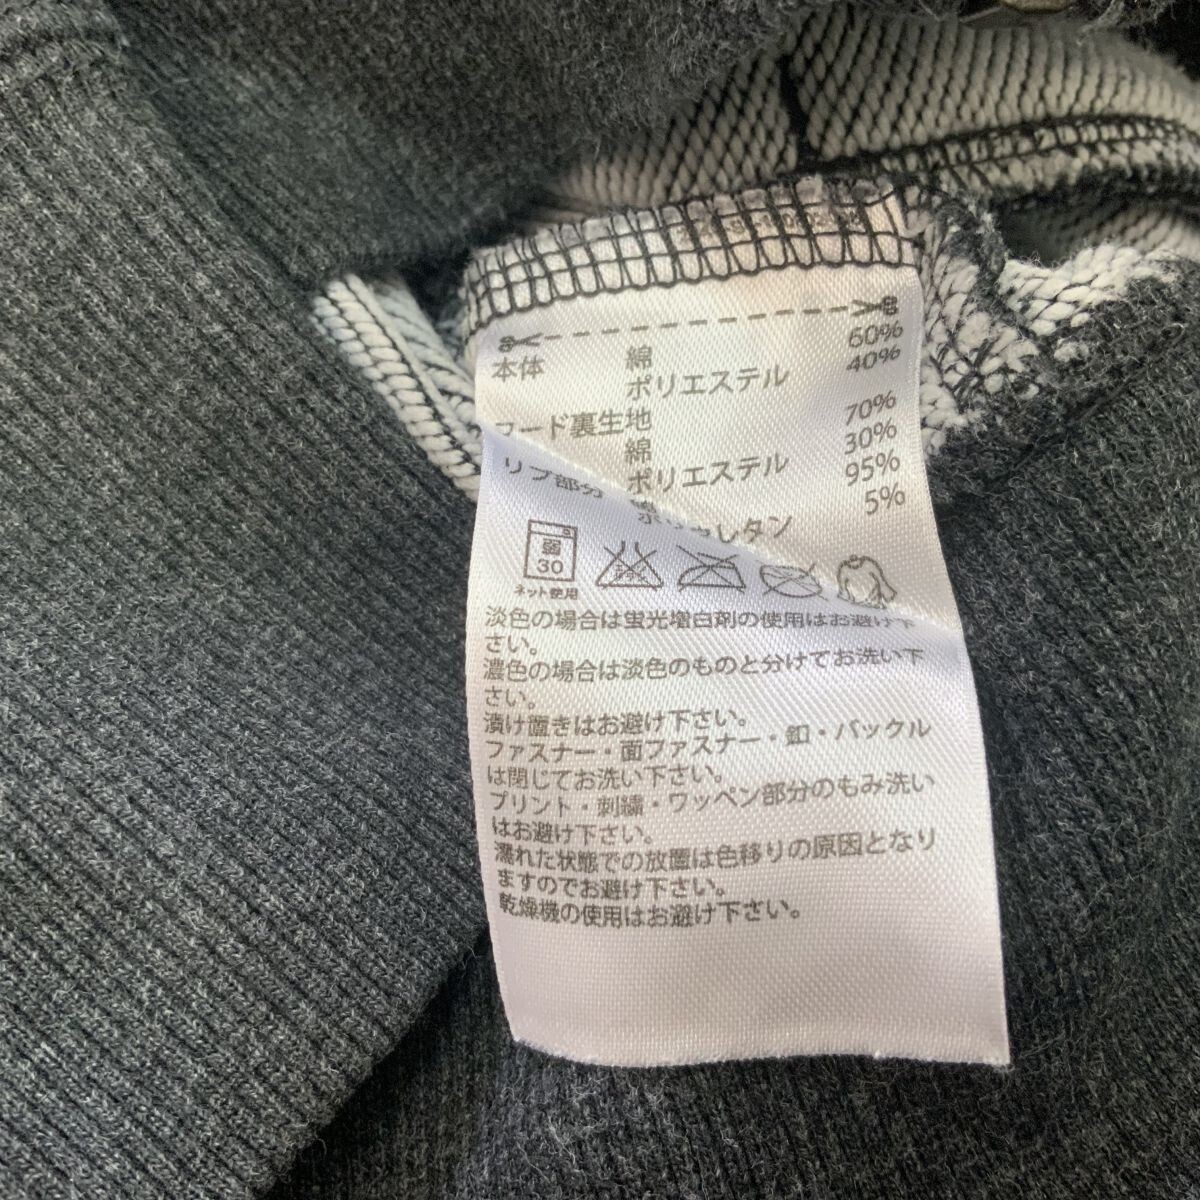 本体 綿 60%
ポリエステル 40%
フード裏生地
綿 70%
ポリエステル 30%
リブ部分 95%
レタン 5%
弱
30
ネット使用
淡色の場合は蛍光増白剤の使用はお避け下
さい。
濃色の場合は淡色のものと分けてお洗い下
さい。
漬け置きはお避け下さい。
ファスナー・面ファスナー・釦・バックル
は閉じてお洗い下さい。
プリント・刺繍・ワッペン部分のもみ洗い
はお避け下さい。
濡れた状態での放置は色移りの原因となり
ますのでお避け下さい。
乾燥機の使用はお避け下さい。